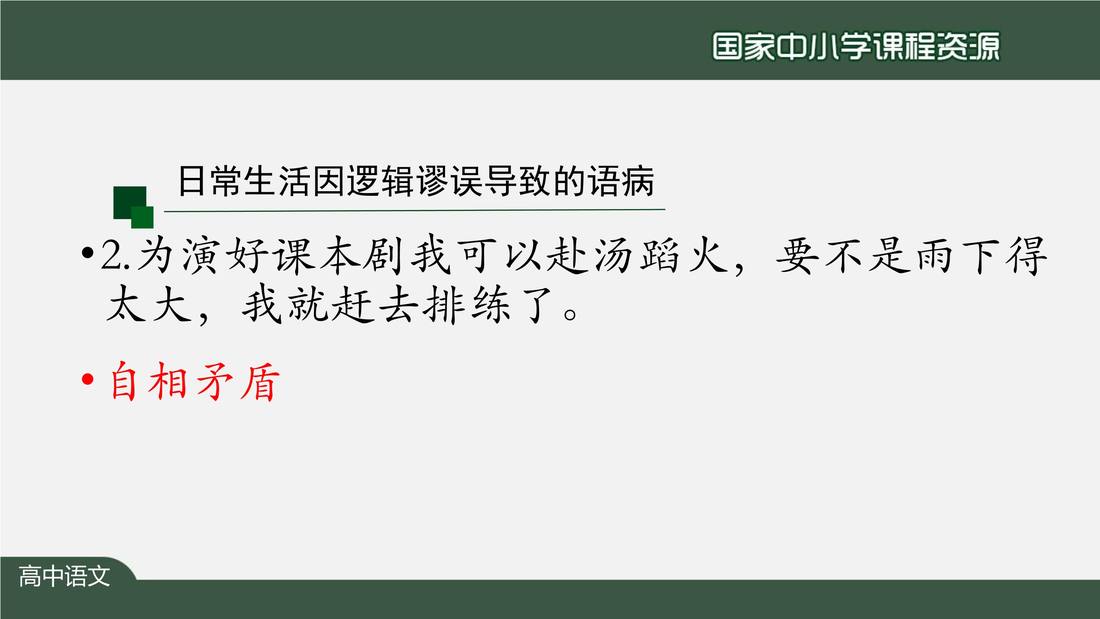 国家中小学课程资源
日常生活因逻辑谬误导致的语病
•2.为演好课本剧我可以赴汤蹈火，要不是雨下得
太大，我就赶去排练了。
•自相矛盾
高中语文